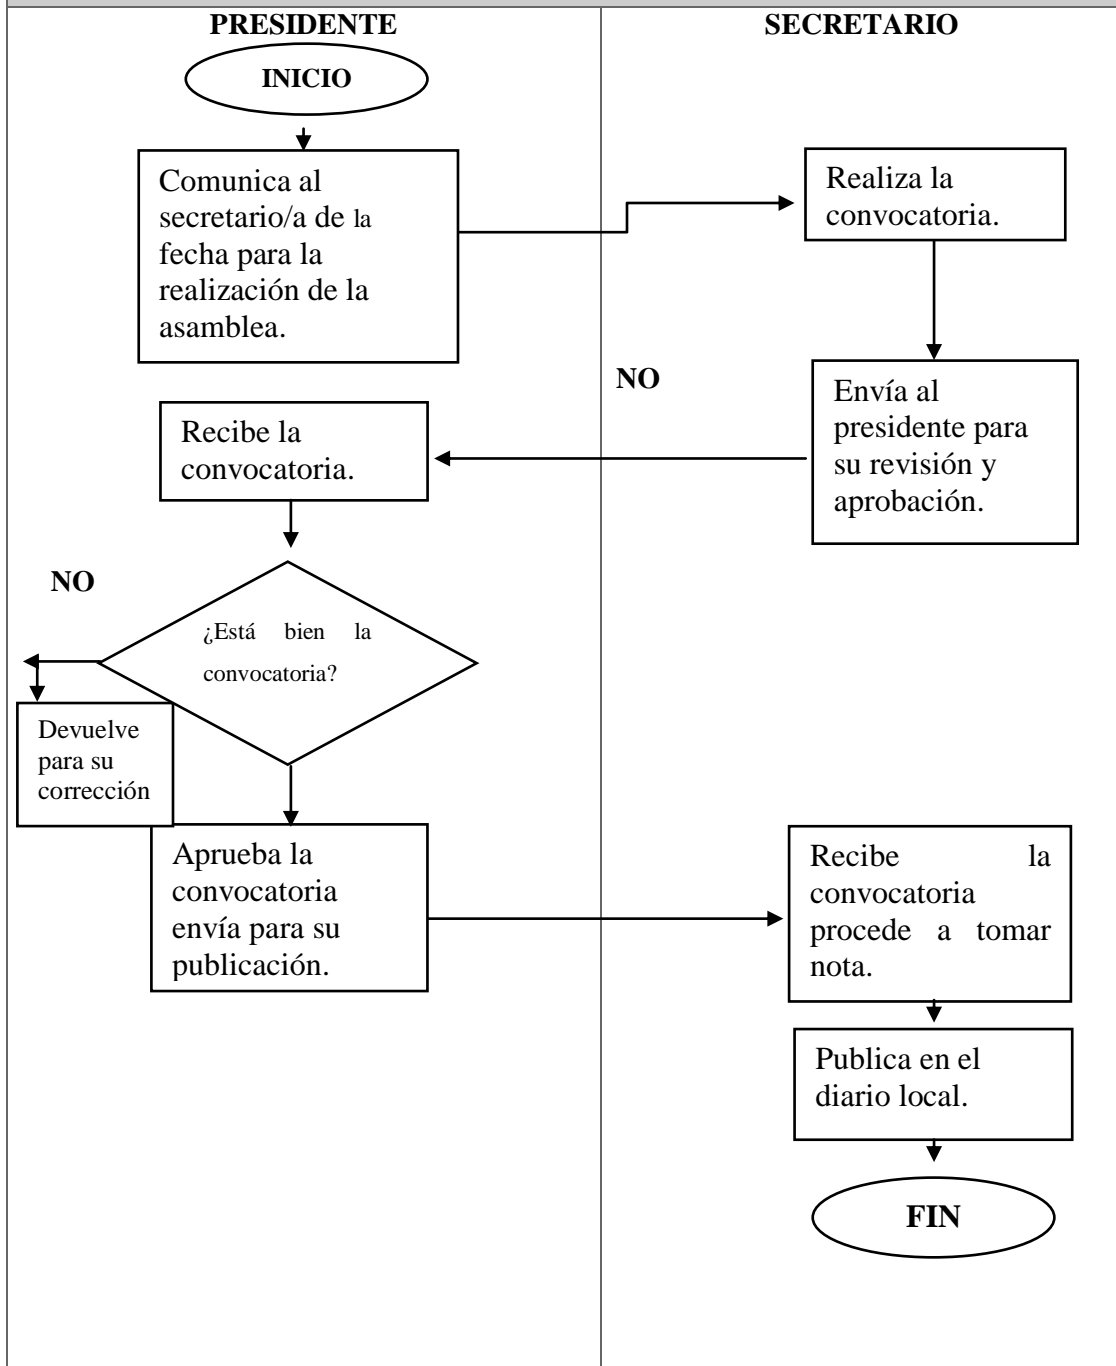 PRESIDENTE
SECRETARIO
INICIO
Comunica al
secretario/a de la
fecha para la
realización de la
asamblea.
Realiza la
convocatoria.
NO
Envía al
presidente para
su revisión y
aprobación.
Recibe la
convocatoria.
NO
¿Está bien la
convocatoria?
Devuelve
para su
corrección
Aprueba la
convocatoria
envía para su
publicación.
Recibe la
convocatoria
procede a tomar
nota.
Publica en el
diario local.
FIN